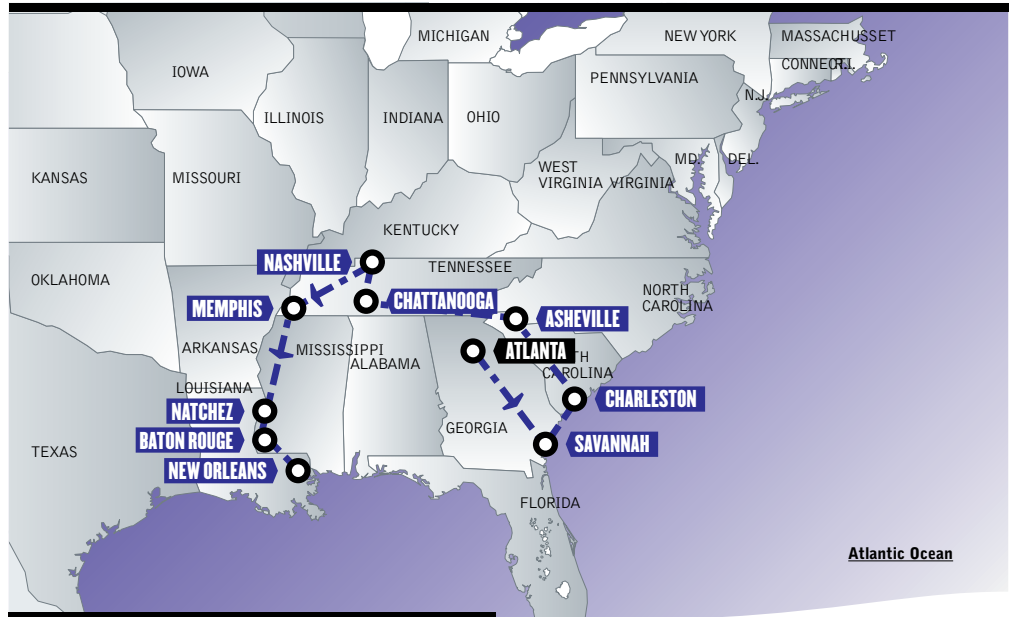 MICHIGAN
NEW YORK
MASSACHUSSET
CONNECT.
R.I.
IOWA
PENNSYLVANIA
N.J.
ILLINOIS
INDIANA
OHIO
MD.
DEL.
WEST
VIRGINIA
VIRGINIA
KANSAS
MISSOURI
KENTUCKY
NASHVILLE
TENNESSEE
OKLAHOMA
NORTH
CAROLINA
MEMPHIS
CHATTANOOGA
ASHEVILLE
ARKANSAS
MISSISSIPPI
ALABAMA
ATLANTA
TH
CAROLINA
LOUISIANA
NATCHEZ
CHARLESTON
GEORGIA
BATON ROUGE
SAVANNAH
TEXAS
NEW ORLEANS
FLORIDA
Atlantic Ocean